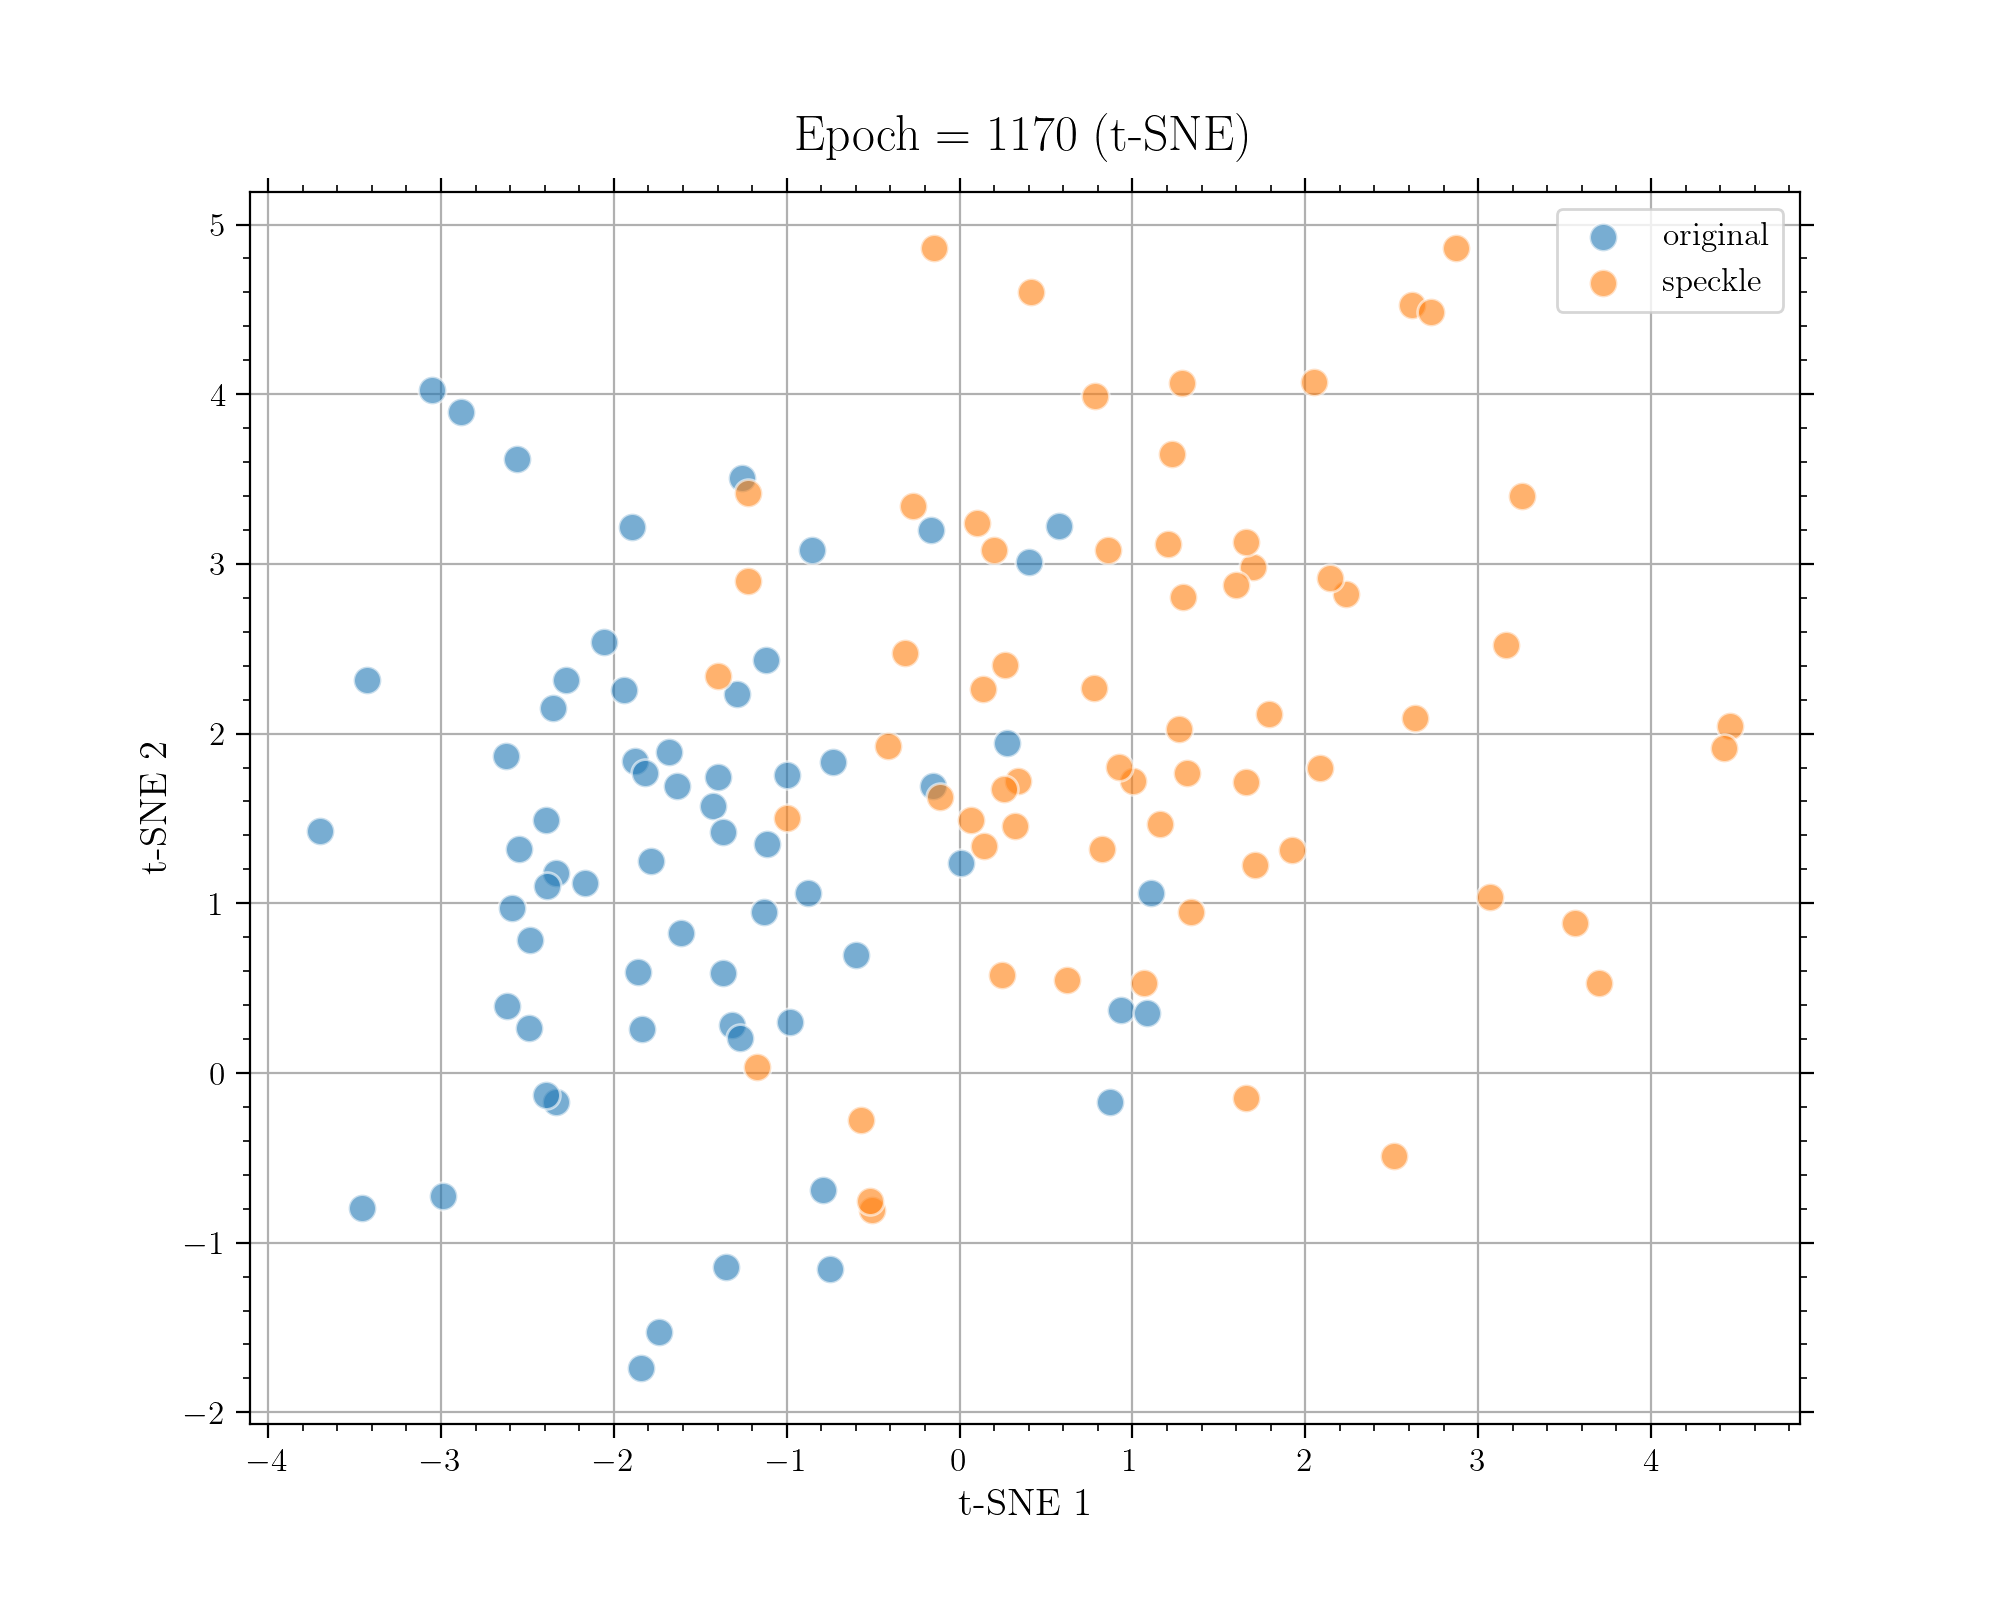 Epoch = 1170 (t-SNE)
original
speckle
5
4
3
2
1
0
−1
−2
t-SNE 2
−4 −3 −2 −1 0 1 2 3 4
t-SNE 1